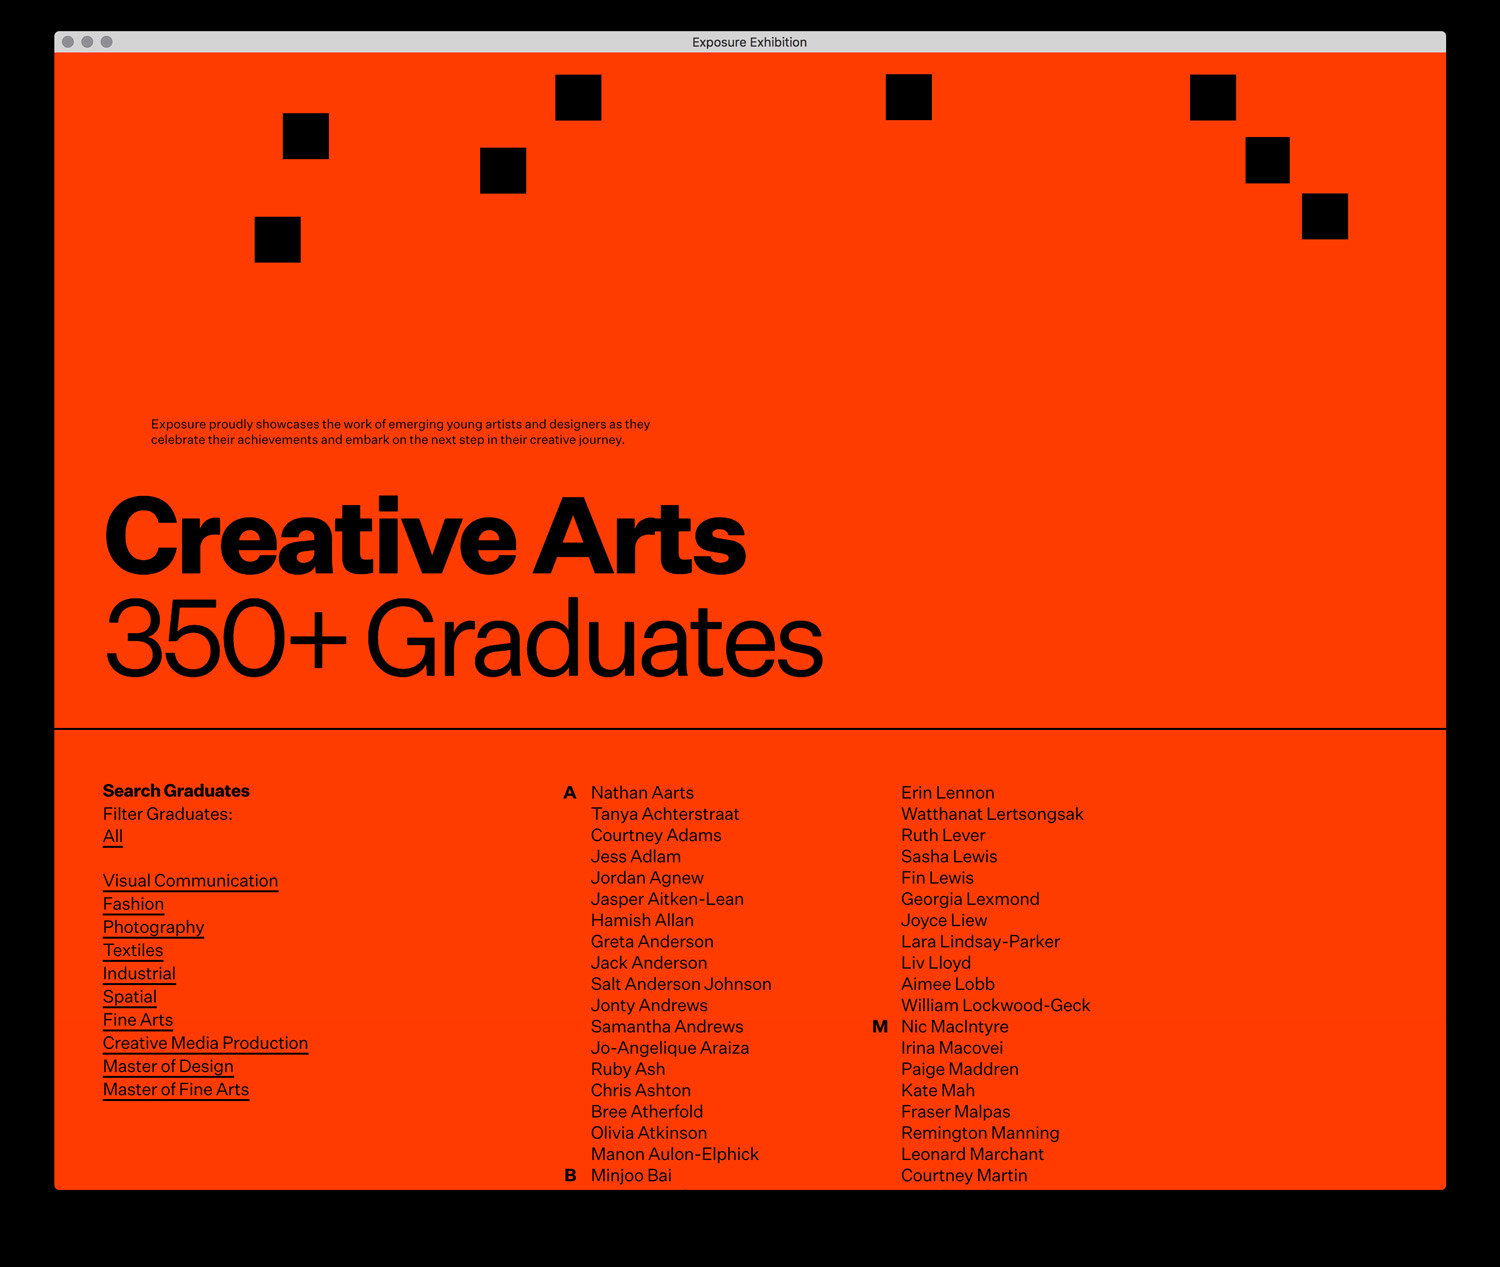 Exposure Exhibition
Exposure proudly showcases the work of emerging young artists and designers as they
celebrate their achievements and embark on the next step in their creative journey.
Creative Arts
350+ Graduates
Search Graduates
Filter Graduates:
All
Visual Communication
Fashion
Photography
Textiles
Industrial
Spatial
Fine Arts
Creative Media Production
Master of Design
Master of Fine Arts
A Nathan Aarts
Tanya Achterstraat
Courtney Adams
Jess Adlam
Jordan Agnew
Jasper Aitken-Lean
Hamish Allan
Greta Anderson
Jack Anderson
Salt Anderson Johnson
Jonty Andrews
Samantha Andrews
Jo-Angelique Araiza
Ruby Ash
Chris Ashton
Bree Atherfold
Olivia Atkinson
Manon Aulon-Elphick
B Minjoo Bai
Erin Lennon
Watthanat Lertsongsak
Ruth Lever
Sasha Lewis
Fin Lewis
Georgia Lexmond
Joyce Liew
Lara Lindsay-Parker
Liv Lloyd
Aimee Lobb
William Lockwood-Geck
M Nic MacIntyre
Irina Macovei
Paige Maddren
Kate Mah
Fraser Malpas
Remington Manning
Leonard Marchant
Courtney Martin